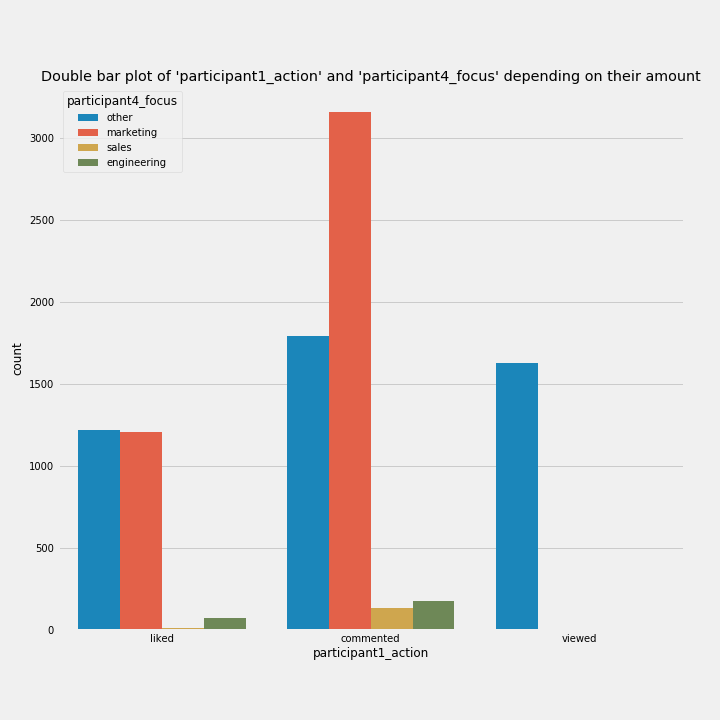 Double bar plot of 'participant1_action' and 'participant4_focus' depending on their amount
participant4_focus
other
marketing
sales
engineering
3000
2500
2000
1500
1000
500
0
count
liked
commented
viewed
participant1_action